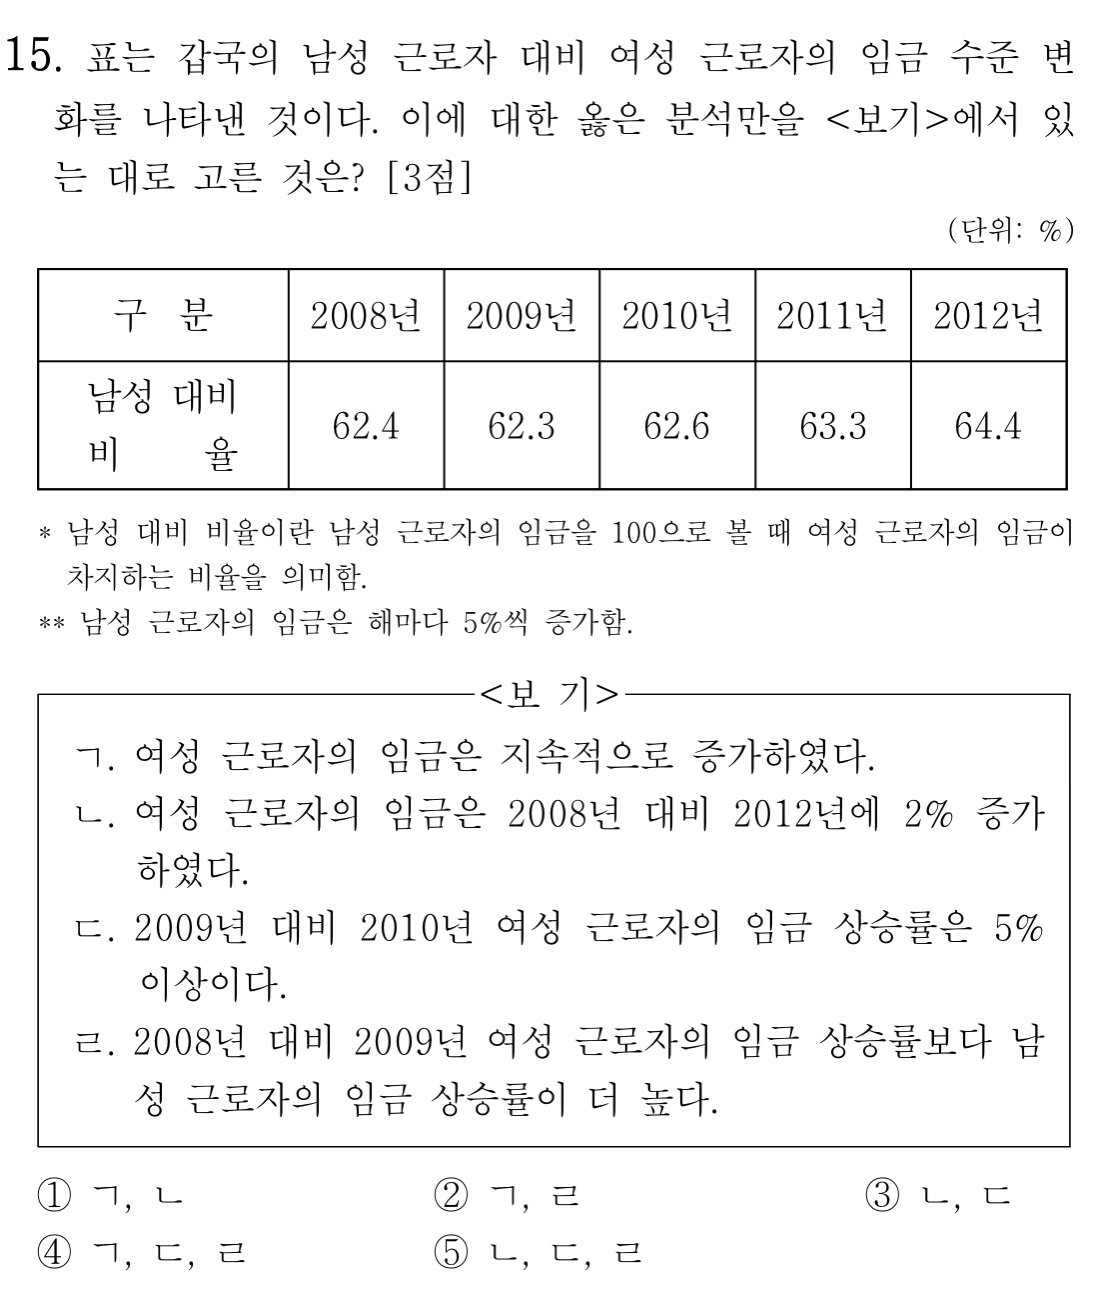 15. 표는 갑국의 남성 근로자 대비 여성 근로자의 임금 수준 변
화를 나타낸 것이다. 이에 대한 옳은 분석만을 <보기>에서 있
는 대로 고른 것은? [3점]
(단위: %)
구 분 2008년 2009년 2010년 2011년 2012년
남성 대비
비 율 62.4 62.3 62.6 63.3 64.4
* 남성 대비 비율이란 남성 근로자의 임금을 100으로 볼 때 여성 근로자의 임금이
차지하는 비율을 의미함.
** 남성 근로자의 임금은 해마다 5%씩 증가함.
<보 기>
ㄱ. 여성 근로자의 임금은 지속적으로 증가하였다.
ㄴ. 여성 근로자의 임금은 2008년 대비 2012년에 2% 증가
하였다.
ㄷ. 2009년 대비 2010년 여성 근로자의 임금 상승률은 5%
이상이다.
ㄹ. 2008년 대비 2009년 여성 근로자의 임금 상승률보다 남
성 근로자의 임금 상승률이 더 높다.
① ㄱ, ㄴ ② ㄱ, ㄹ ③ ㄴ, ㄷ
④ ㄱ, ㄷ, ㄹ ⑤ ㄴ, ㄷ, ㄹ